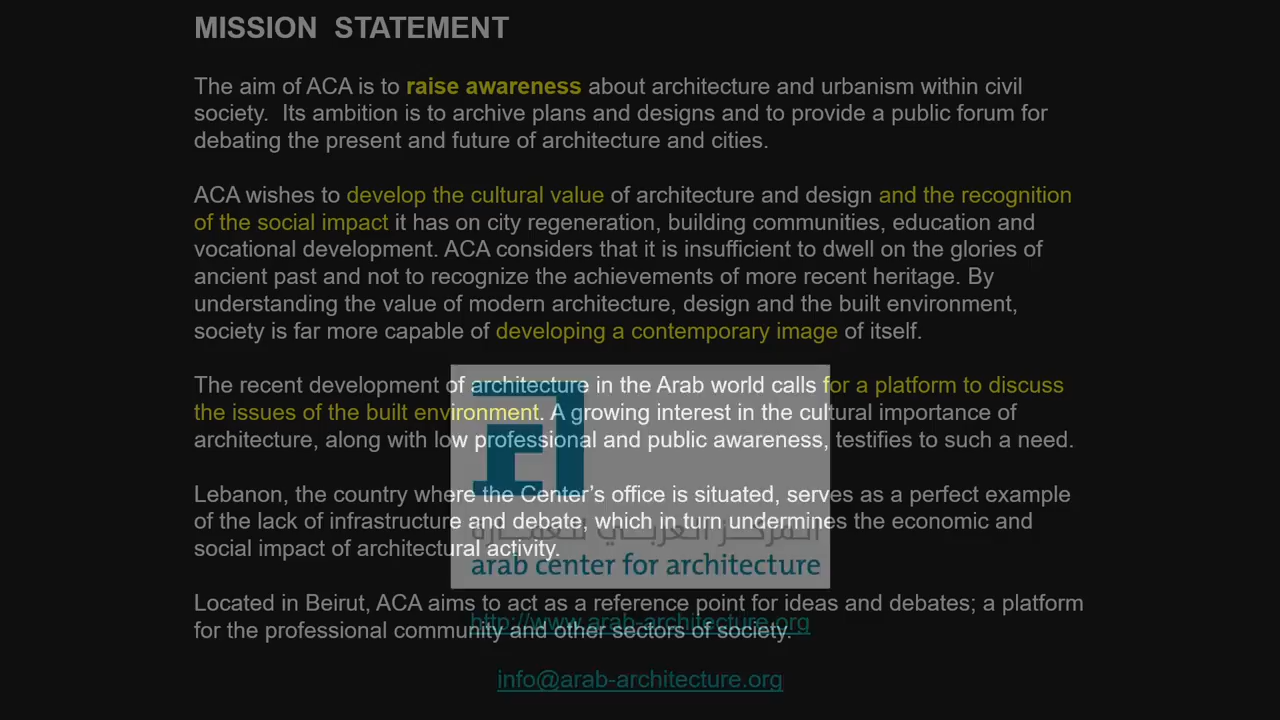 MISSION STATEMENT
The aim of ACA is to raise awareness about architecture and urbanism within civil
society. Its ambition is to archive plans and designs and to provide a public forum for
debating the present and future of architecture and cities.
ACA wishes to develop the cultural value of architecture and design and the recognition
of the social impact it has on city regeneration, building communities, education and
vocational development. ACA considers that it is insufficient to dwell on the glories of
ancient past and not to recognize the achievements of more recent heritage. By
understanding the value of modern architecture, design and the built environment,
society is far more capable of developing a contemporary image of itself.
The recent development of architecture in the Arab world calls for a platform to discuss
the issues of the built environment. A growing interest in the cultural importance of
architecture, along with low professional and public awareness, testifies to such a need.
Lebanon, the country where the Center's office is situated, serves as a perfect example
of the lack of infrastructure and debate, which in turn undermines the economic and
social impact of architectural activity.
المركز العربي للعمارة
arab center for architecture
Located in Beirut, ACA aims to act as a reference point for ideas and debates; a platform
for the professional community and other sectors of society.
http://www.arab-architecture.org
info@arab-architecture.org